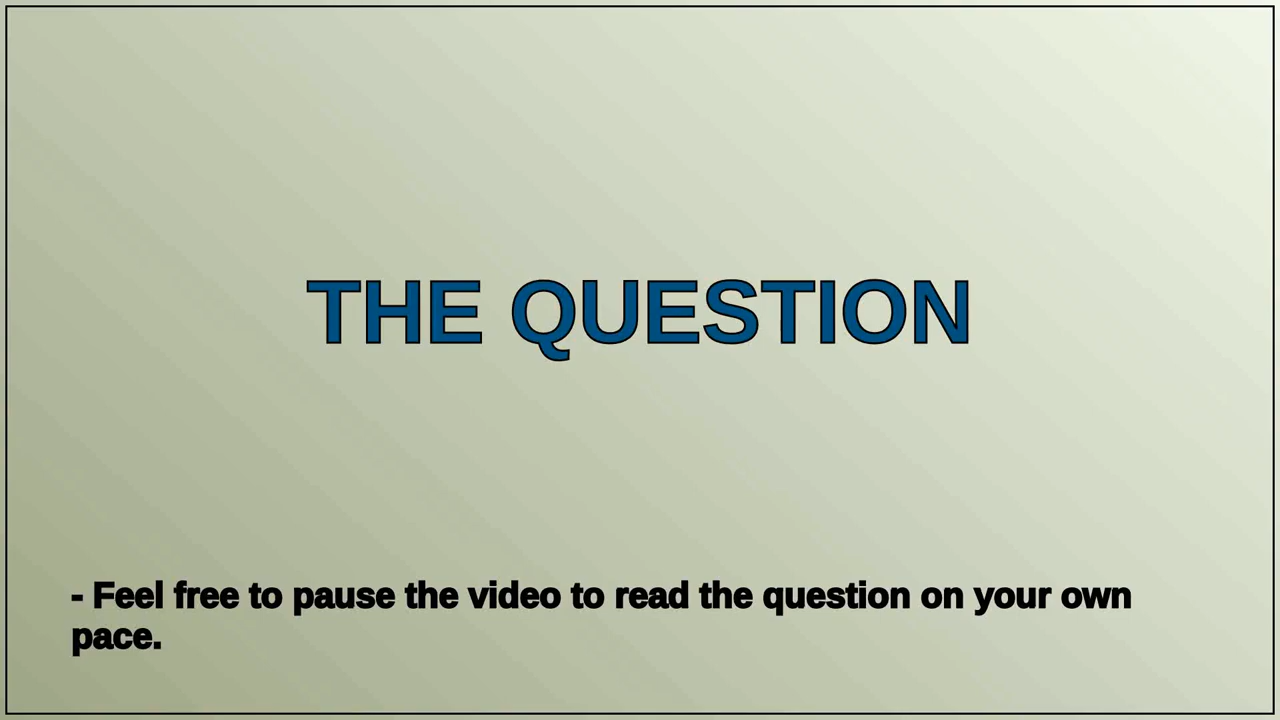 THE QUESTION
- Feel free to pause the video to read the question on your own
pace.